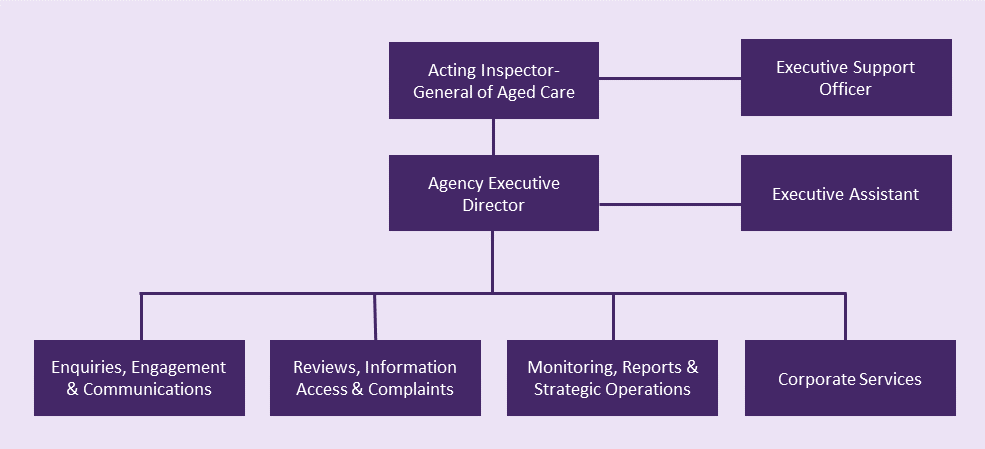 Acting Inspector-
General of Aged Care
Executive Support
Officer
Agency Executive
Director
Executive Assistant
Enquiries, Engagement
& Communications
Reviews, Information
Access & Complaints
Monitoring, Reports &
Strategic Operations
Corporate Services